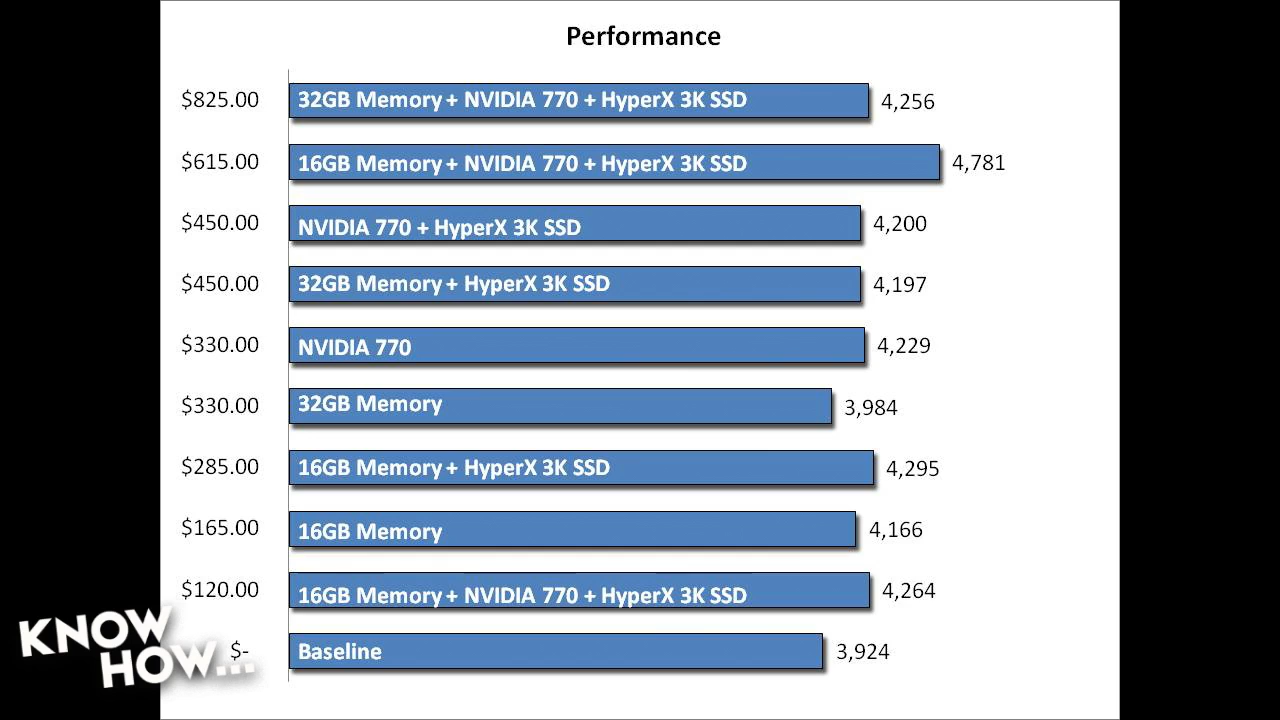 Performance
$825.00 32GB Memory + NVIDIA 770 + HyperX 3K SSD 4,256
$615.00 16GB Memory + NVIDIA 770 + HyperX 3K SSD 4,781
$450.00 NVIDIA 770 + HyperX 3K SSD 4,200
$450.00 32GB Memory + HyperX 3K SSD 4,197
$330.00 NVIDIA 770 4,229
$330.00 32GB Memory 3,984
$285.00 16GB Memory + HyperX 3K SSD 4,295
$165.00 16GB Memory 4,166
$120.00 16GB Memory + NVIDIA 770 + HyperX 3K SSD 4,264
$- Baseline 3,924
KNOW
HOW...